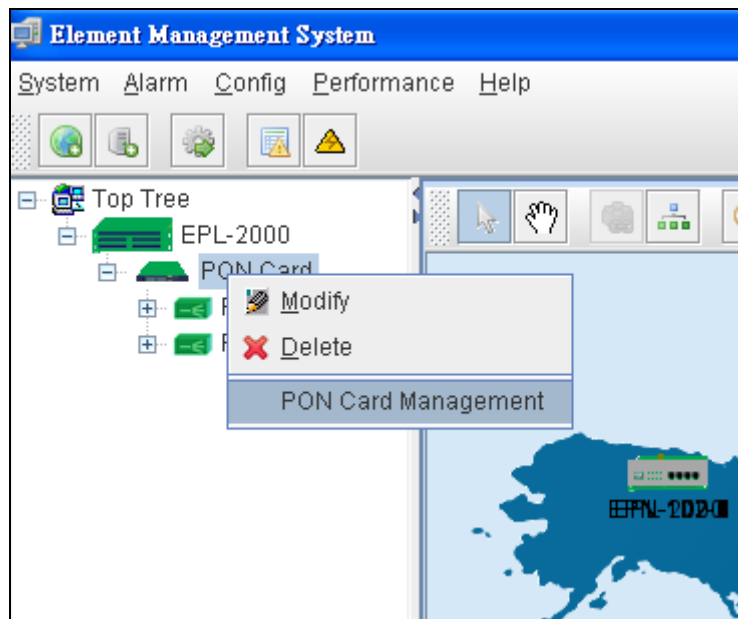 Element Management System
System Alarm Config Performance Help
Top Tree
EPL-2000
PON Card
Modify
Delete
PON Card Management